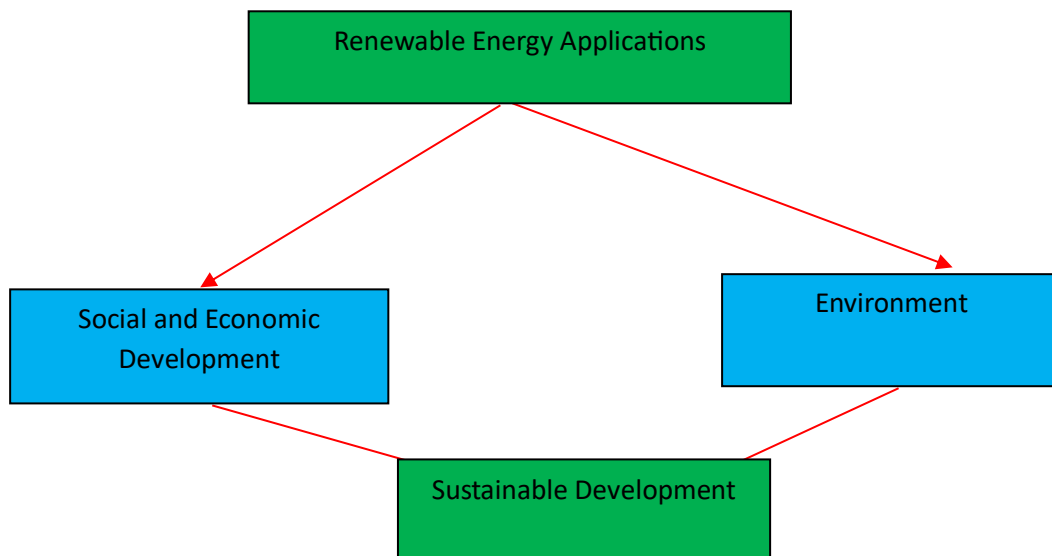 Renewable Energy Applications
Social and Economic
Development
Environment
Sustainable Development